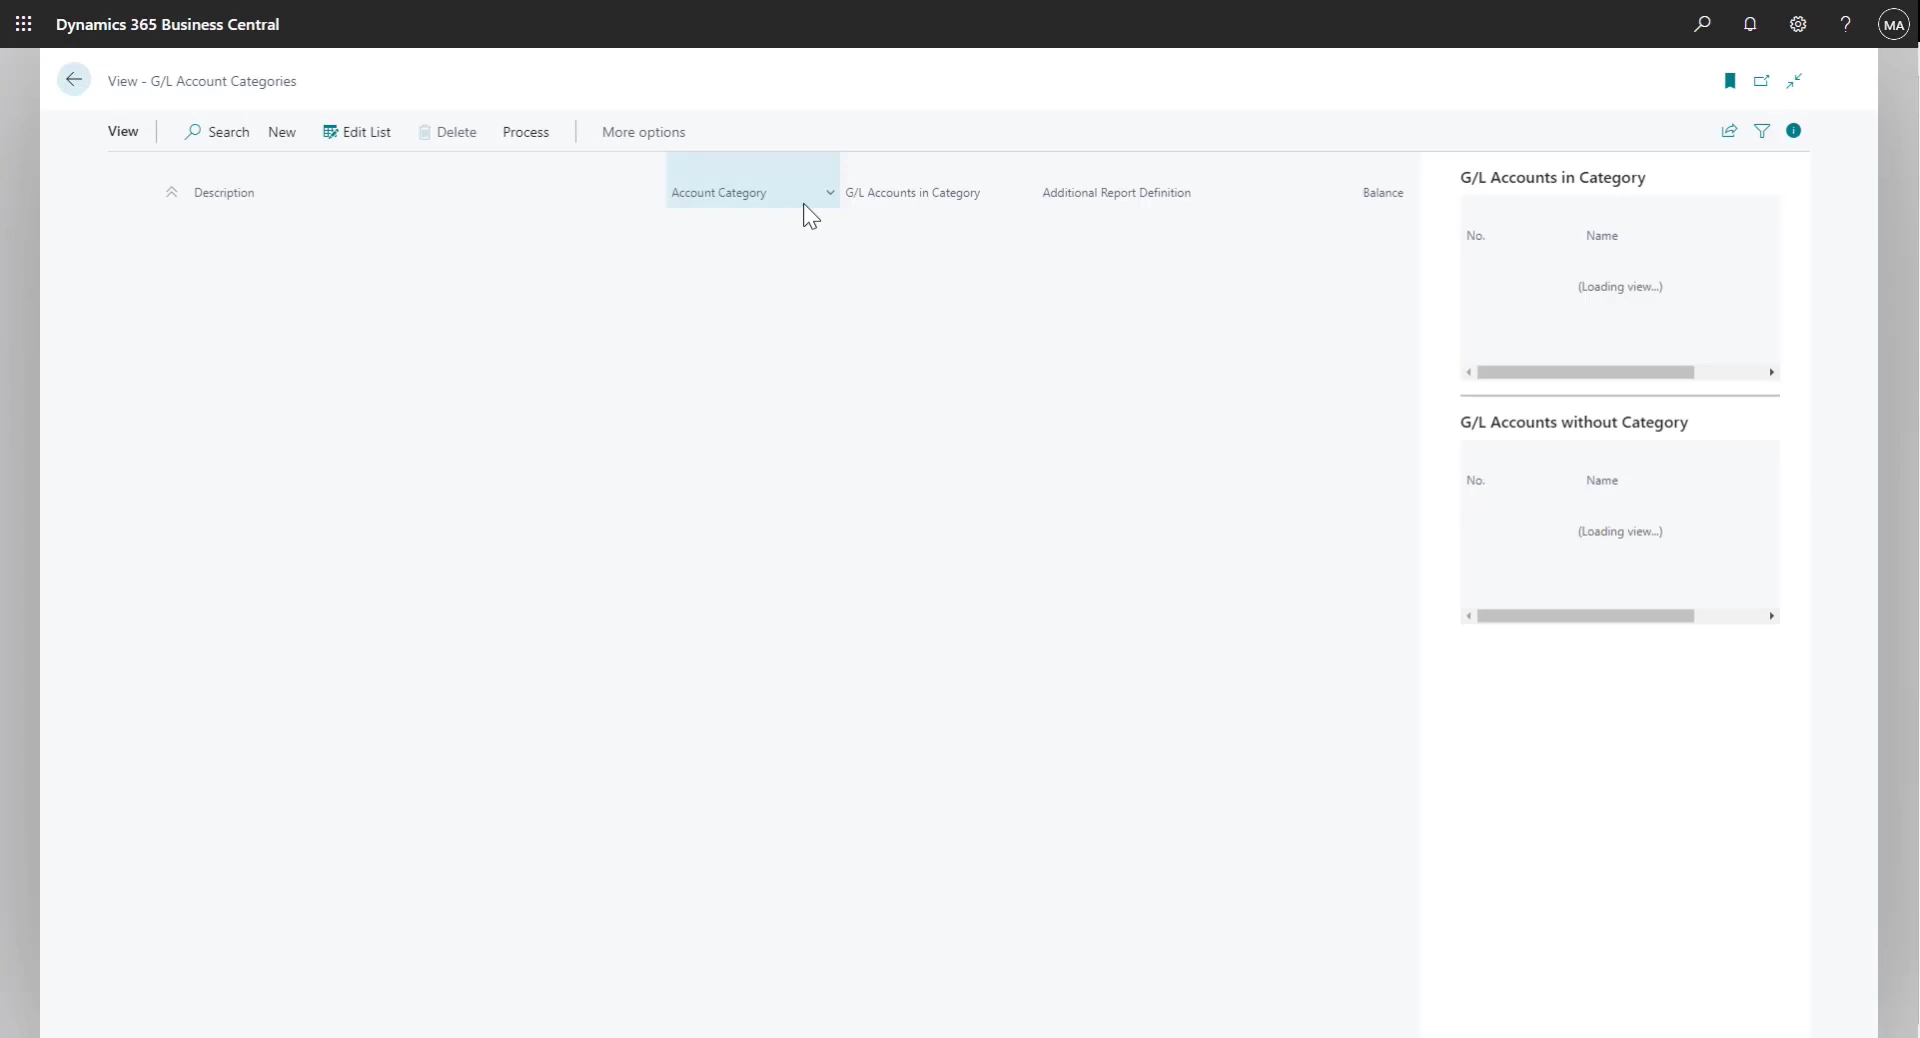 Dynamics 365 Business Central
?
MA
View - G/L Account Categories
View
Search
New
Edit List
Delete
Process
More options
Description
Account Category
G/L Accounts in Category
Additional Report Definition
Balance
G/L Accounts in Category
No.
Name
(Loading view...)
G/L Accounts without Category
No.
Name
(Loading view...)